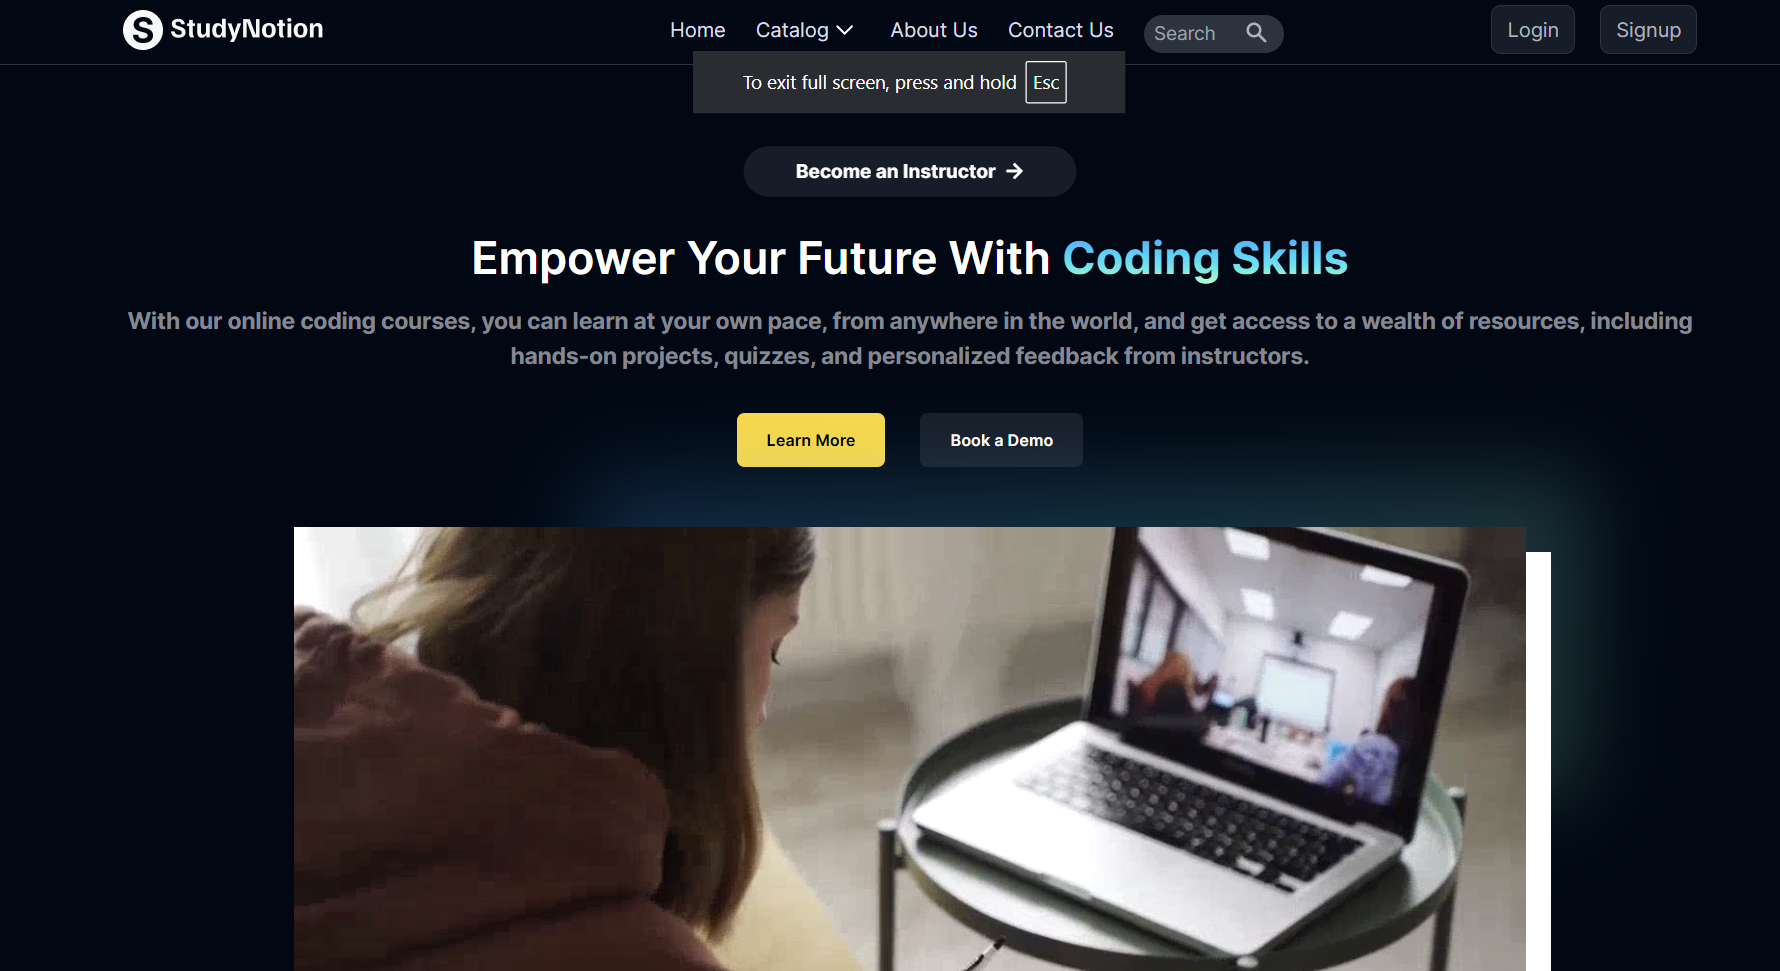 S StudyNotion
Home Catalog About Us Contact Us Search Login Signup
To exit full screen, press and hold Esc
Become an Instructor →
Empower Your Future With Coding Skills
With our online coding courses, you can learn at your own pace, from anywhere in the world, and get access to a wealth of resources, including
hands-on projects, quizzes, and personalized feedback from instructors.
Learn More Book a Demo